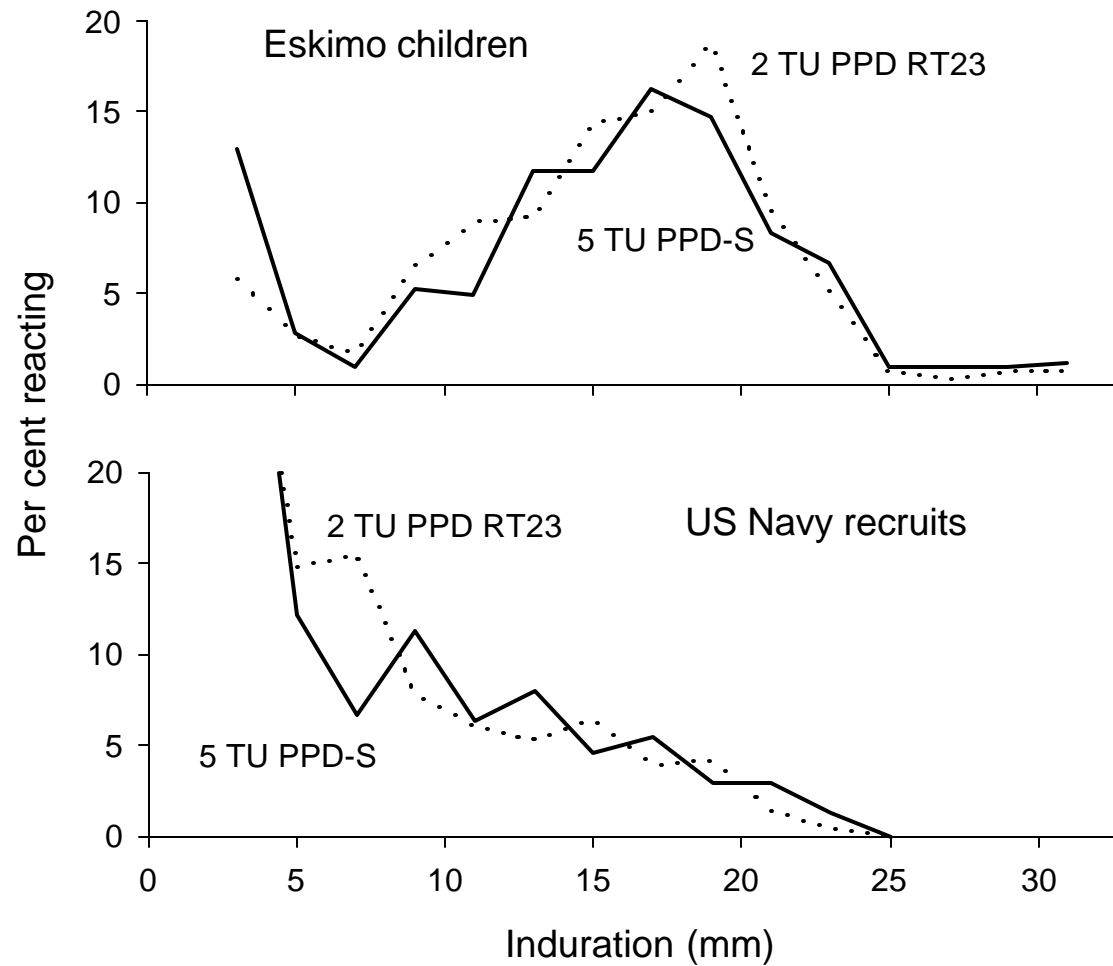 20
Eskimo children
2 TU PPD RT23
15
10
5 TU PPD-S
5
0
Per cent reacting
20
2 TU PPD RT23
US Navy recruits
15
10
5
5 TU PPD-S
0
0 5 10 15 20 25 30
Induration (mm)